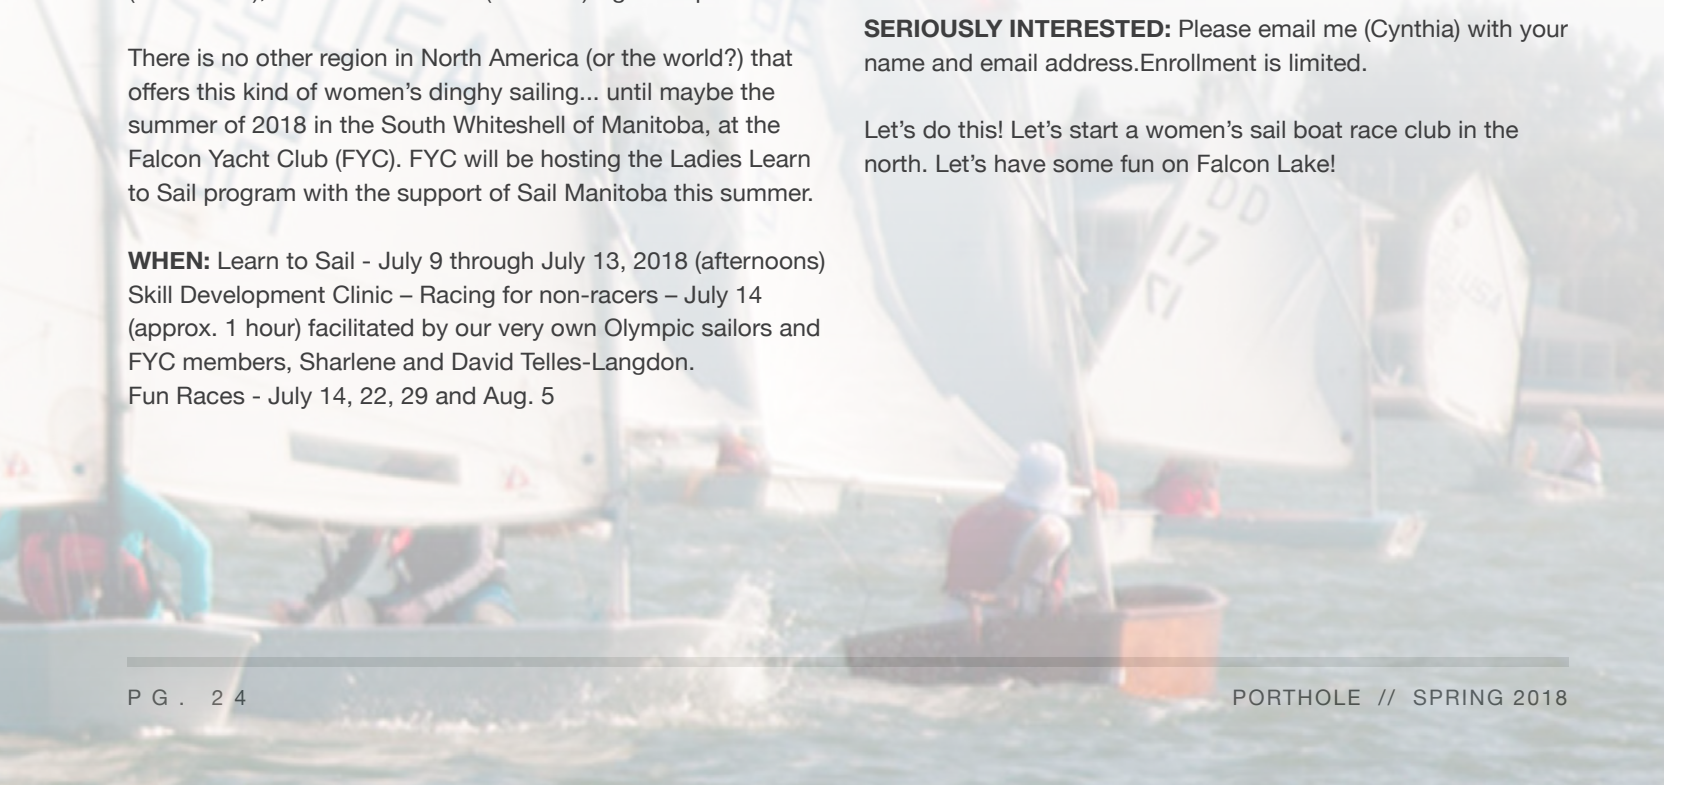 There is no other region in North America (or the world?) that
offers this kind of women's dinghy sailing... until maybe the
summer of 2018 in the South Whiteshell of Manitoba, at the
Falcon Yacht Club (FYC). FYC will be hosting the Ladies Learn
to Sail program with the support of Sail Manitoba this summer.
WHEN: Learn to Sail - July 9 through July 13, 2018 (afternoons)
Skill Development Clinic – Racing for non-racers – July 14
(approx. 1 hour) facilitated by our very own Olympic sailors and
FYC members, Sharlene and David Telles-Langdon.
Fun Races - July 14, 22, 29 and Aug. 5
SERIOUSLY INTERESTED: Please email me (Cynthia) with your
name and email address.Enrollment is limited.
Let's do this! Let's start a women's sail boat race club in the
north. Let's have some fun on Falcon Lake!
DD
17
USA
PG. 24
PORTHOLE // SPRING 2018